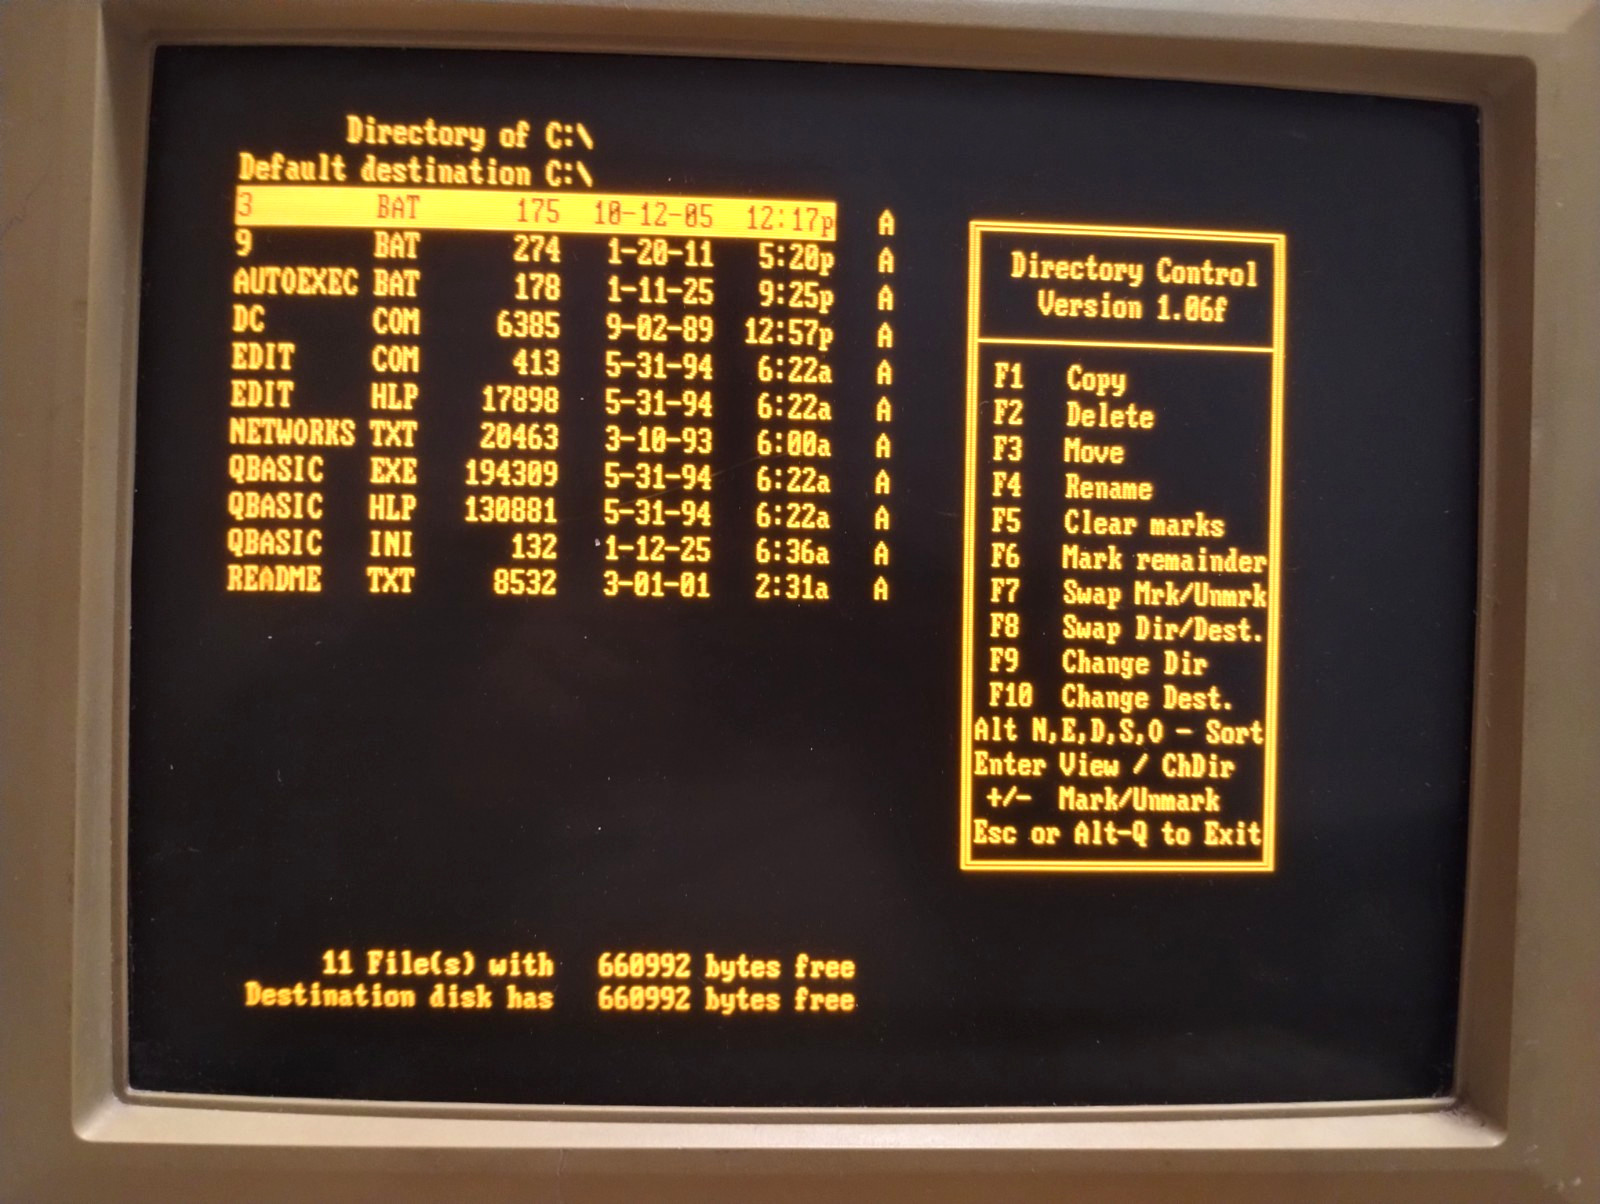 Directory of C:\
Default destination C:\
3 BAT 175 10-12-05 12:17p A
9 BAT 274 1-20-11 5:20p A
AUTOEXEC BAT 178 1-11-25 9:25p A
DC COM 6385 9-02-89 12:57p A
EDIT COM 413 5-31-94 6:22a A
EDIT HLP 17898 5-31-94 6:22a A
NETWORKS TXT 20463 3-10-93 6:00a A
QBASIC EXE 194309 5-31-94 6:22a A
QBASIC HLP 130881 5-31-94 6:22a A
QBASIC INI 132 1-12-25 6:36a A
README TXT 8532 3-01-01 2:31a A
11 File(s) with 660992 bytes free
Destination disk has 660992 bytes free
Directory Control
Version 1.06f
F1 Copy
F2 Delete
F3 Move
F4 Rename
F5 Clear marks
F6 Mark remainder
F7 Swap Mrk/Unmrk
F8 Swap Dir/Dest.
F9 Change Dir
F10 Change Dest.
Alt N,E,D,S,O - Sort
Enter View / ChDir
+/- Mark/Unmark
Esc or Alt-Q to Exit